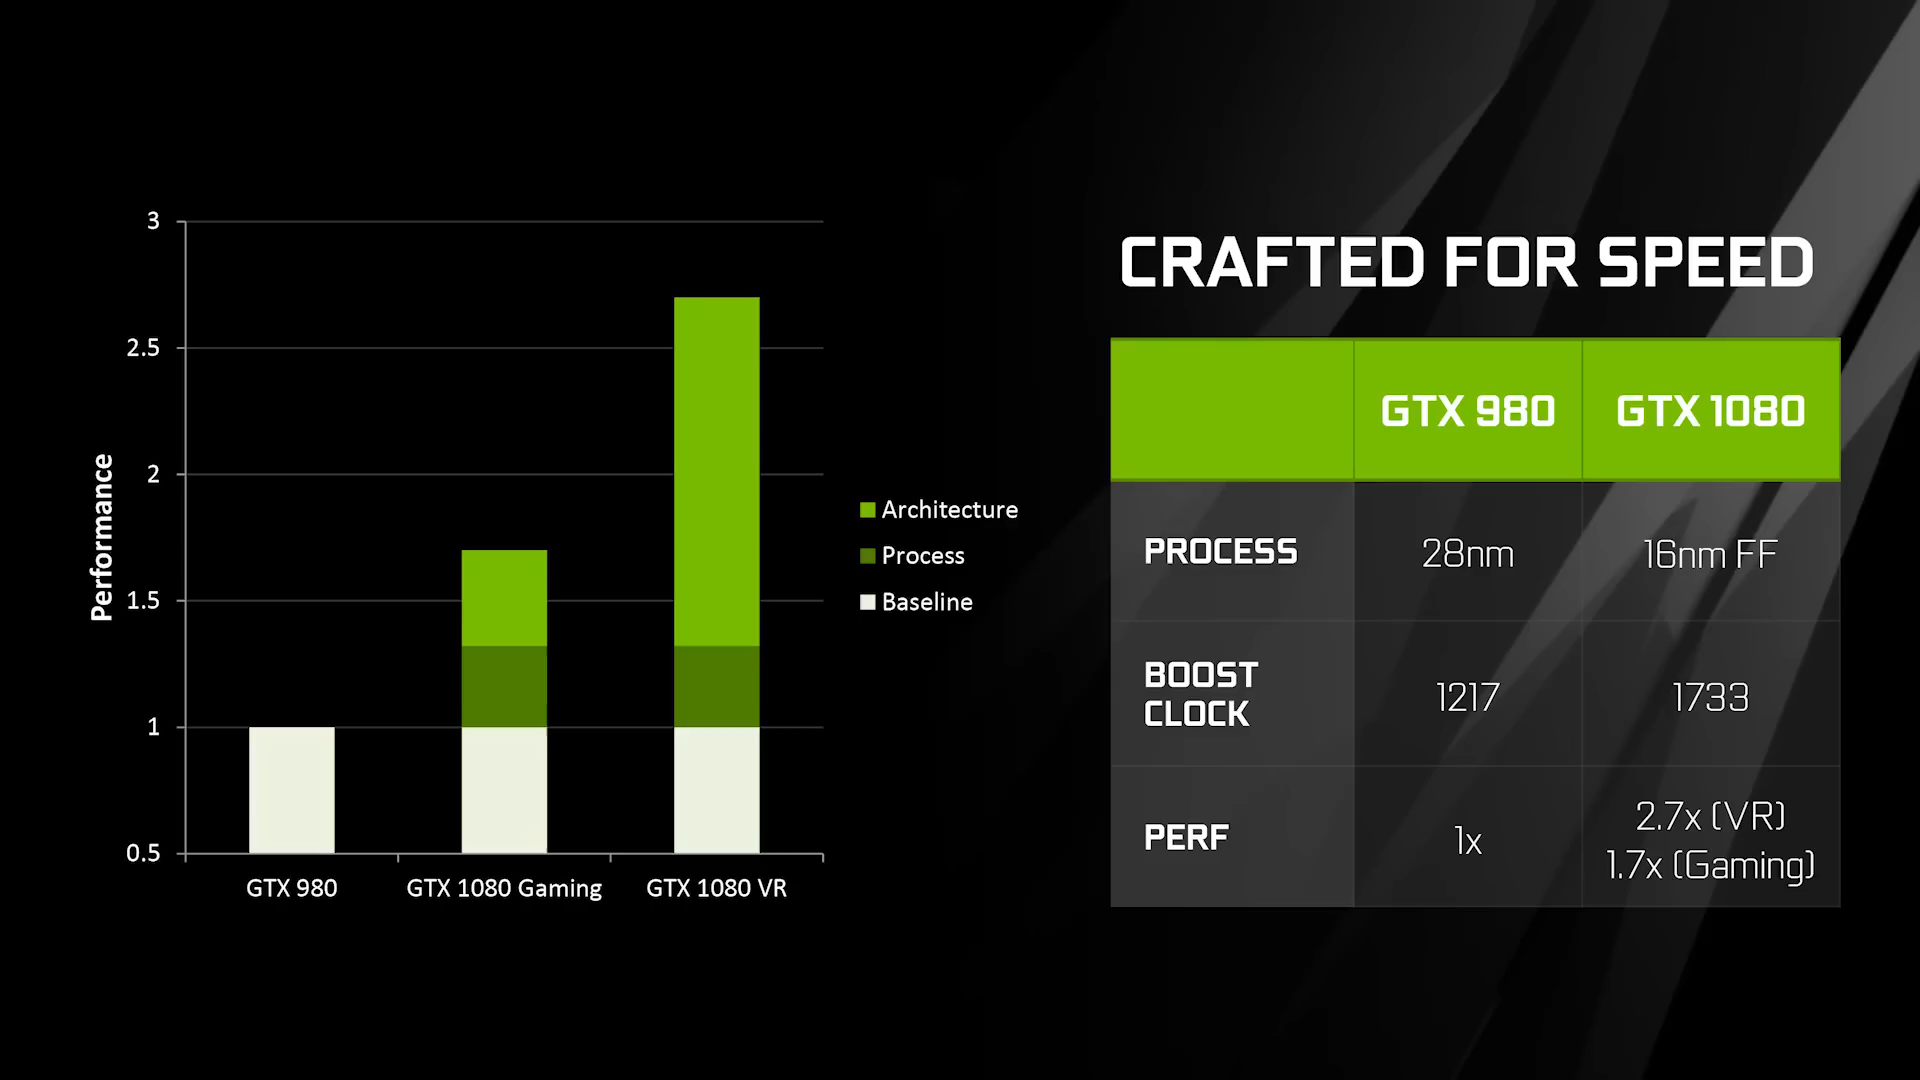 3
2.5
2
1.5
1
0.5
Performance
GTX 980
GTX 1080 Gaming
GTX 1080 VR
Architecture
Process
Baseline
CRAFTED FOR SPEED
GTX 980 GTX 1080
PROCESS 28nm 16nm FF
BOOST
CLOCK 1217 1733
PERF 1x 2.7x (VR)
1.7x (Gaming)